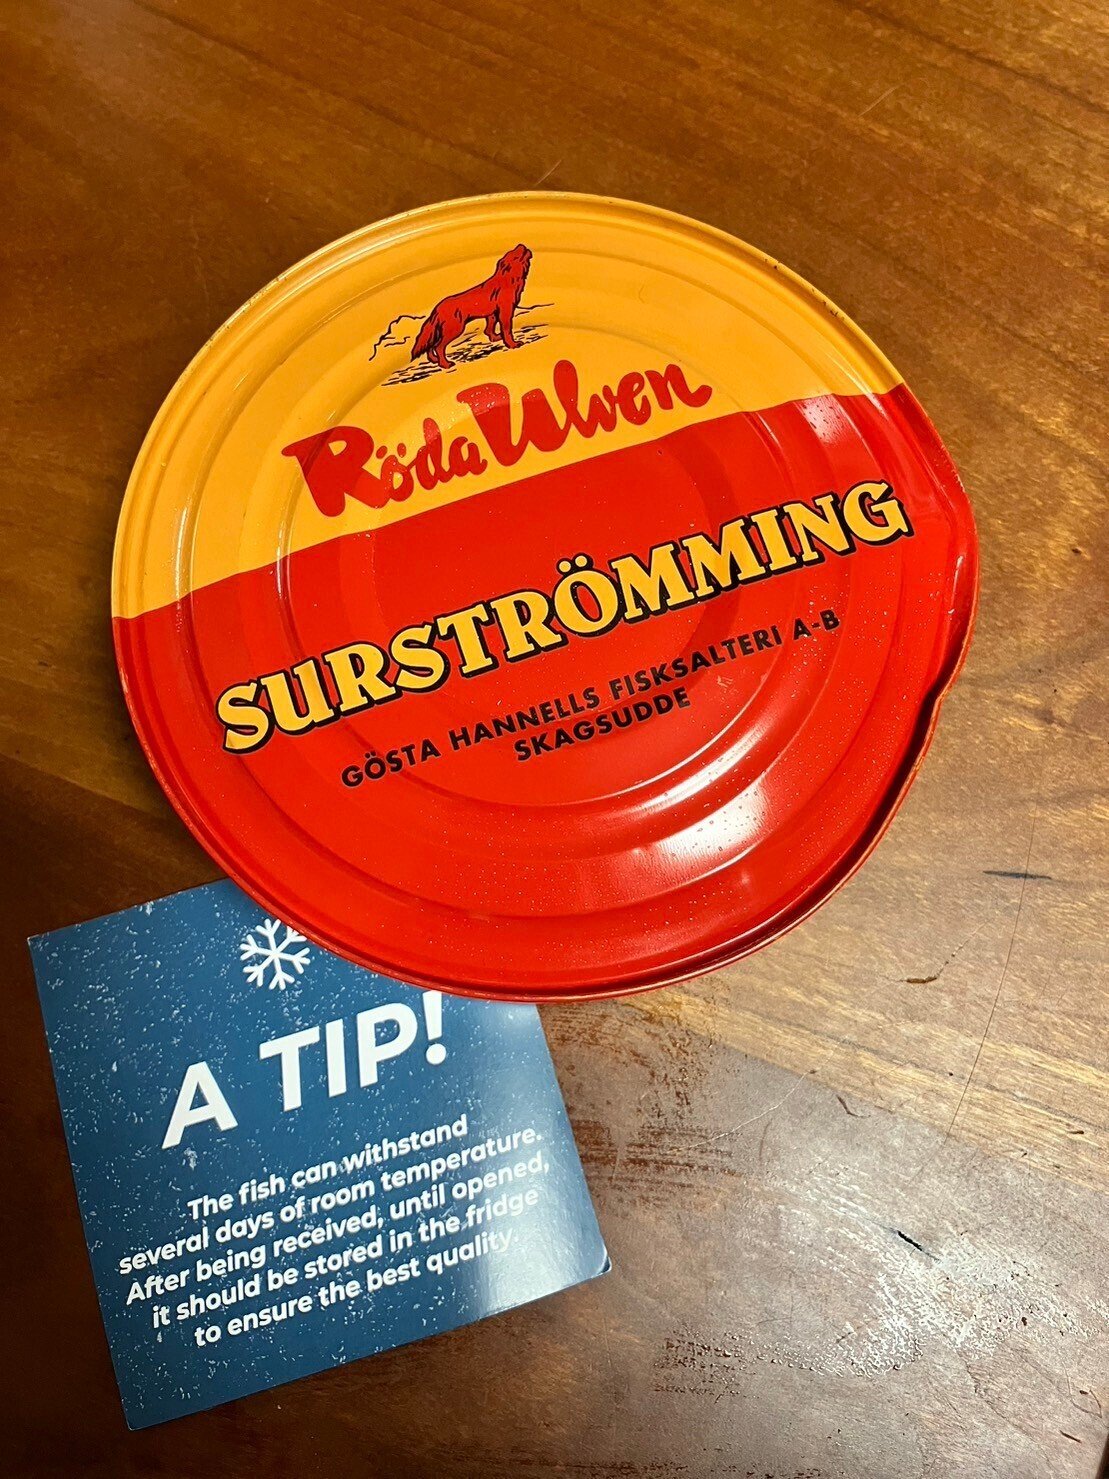 Röda Ulven
SURSTRÖMMING
GÖSTA HANNELLS FISKSALTERI A-B
SKAGSUDDE
A TIP!
The fish can withstand
several days of room temperature.
After being received, until opened,
it should be stored in the fridge
to ensure the best quality.